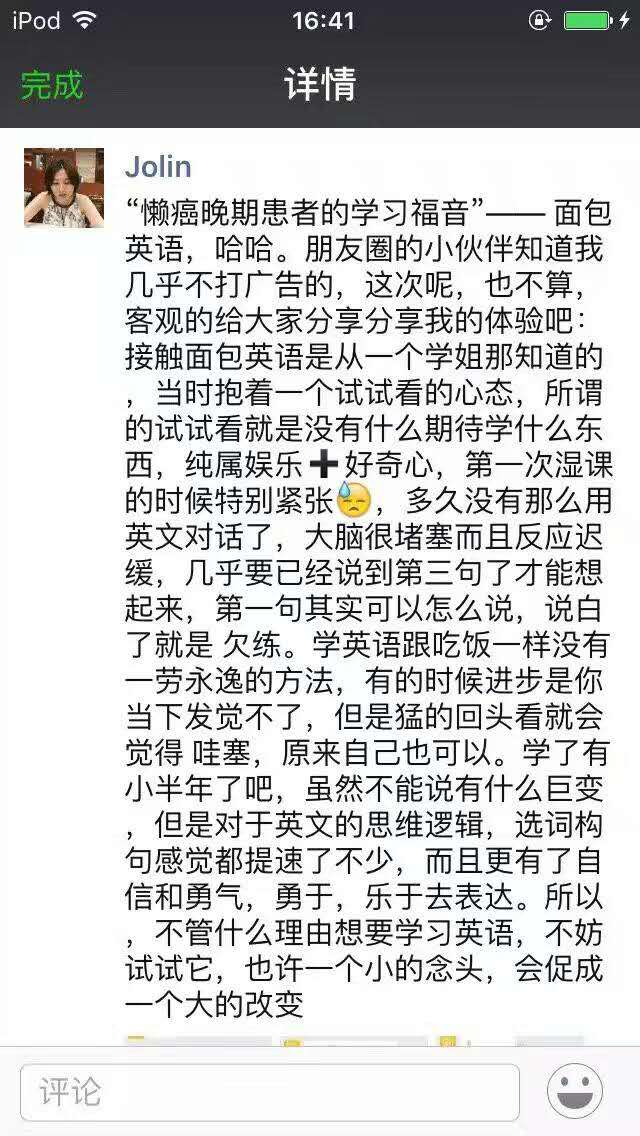 iPod 16:41
完成 详情
Jolin
“懒癌晚期患者的学习福音”—— 面包
英语，哈哈。朋友圈的小伙伴知道我
几乎不打广告的，这次呢，也不算，
客观的给大家分享分享我的体验吧：
接触面包英语是从一个学姐那知道的
，当时抱着一个试试看的心态，所谓
的试试看就是没有什么期待学什么东
西，纯属娱乐➕好奇心，第一次湿课
的时候特别紧张😓，多久没有那么用
英文对话了，大脑很堵塞而且反应迟
缓，几乎要已经说到第三句了才能想
起来，第一句其实可以怎么说，说白
了就是 欠练。学英语跟吃饭一样没有
一劳永逸的方法，有的时候进步是你
当下发觉不了，但是猛的回头看就会
觉得 哇塞，原来自己也可以。学了有
小半年了吧，虽然不能说有什么巨变
，但是对于英文的思维逻辑，选词构
句感觉都提速了不少，而且更有了自
信和勇气，勇于，乐于去表达。所以
，不管什么理由想要学习英语，不妨
试试它，也许一个小的念头，会促成
一个大的改变
评论